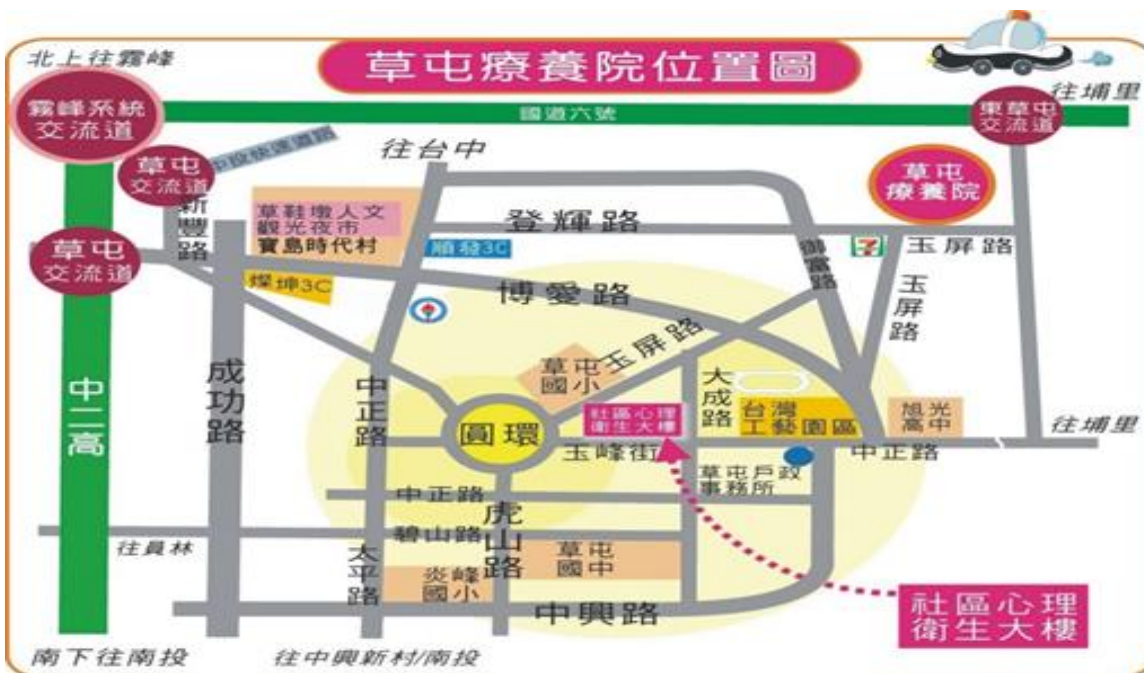 北上往霧峰
草屯療養院位置圖
往埔里
霧峰系統
交流道
國道六號
東草屯
交流道
中投快速道路
往台中
草屯
交流道
草屯
療養院
新豐路
草鞋墩人文
觀光夜市
寶島時代村
登輝路
順發3C
御富路
玉屏路
草屯
交流道
燦坤3C
博愛路
玉屏路
玉屏路
中二高
成功路
中正路
草屯
國小
大成路
社區心理
衛生大樓
台灣
工藝園區
旭光
高中
往埔里
圓環
玉峰街
中正路
草屯戶政
事務所
中正路
虎山路
碧山路
往員林
太平路
炎峰
國小
草屯
國中
中興路
社區心理
衛生大樓
南下往南投
往中興新村/南投